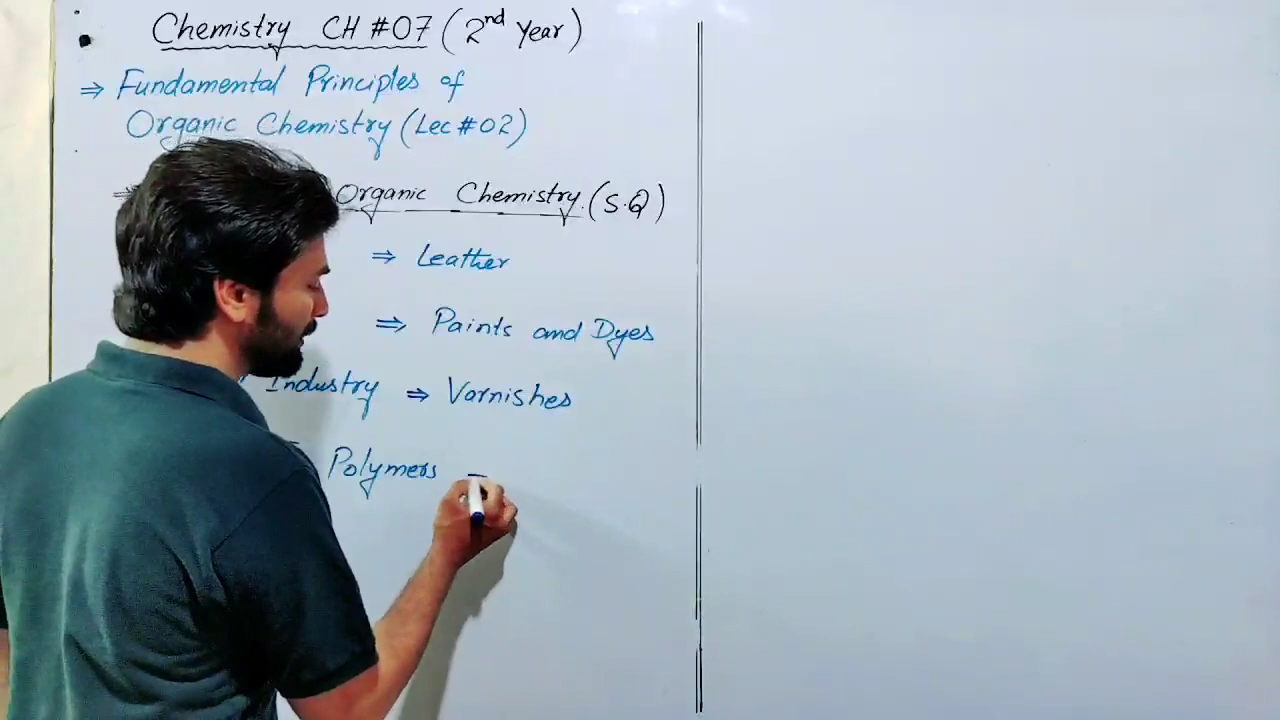 Chemistry CH #07 (2nd Year)
⇒ Fundamental Principles of
Organic Chemistry (Lec #02)
Organic Chemistry. (S.Q)
⇒ Leather
⇒ Paints and Dyes
Industry ⇒ Varnishes
Polymers